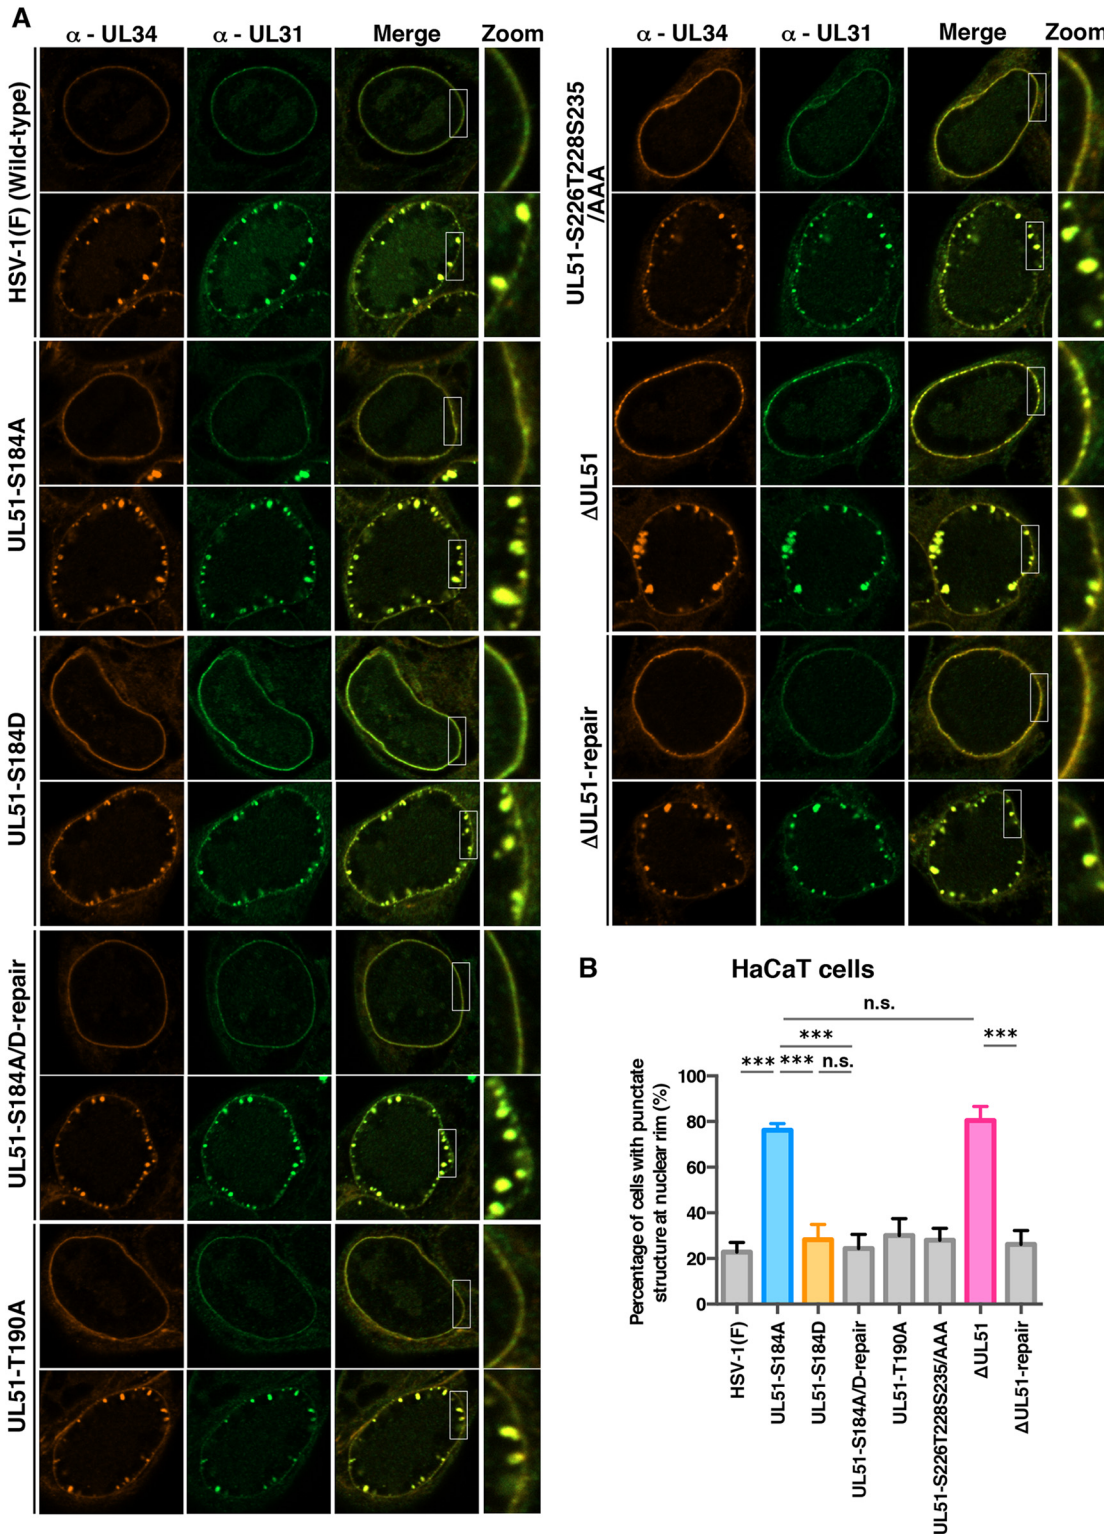 A
α - UL34 α - UL31 Merge Zoom
HSV-1(F) (Wild-type)
UL51-S184A
UL51-S184D
UL51-S184A/D-repair
UL51-T190A
α - UL34 α - UL31 Merge Zoom
UL51-S226T228S235
/AAA
ΔUL51
ΔUL51-repair
B HaCaT cells
n.s.
*** ***
*** *** n.s.
Percentage of cells with punctate
structure at nuclear rim (%)
100
80
60
40
20
0
HSV-1(F)
UL51-S184A
UL51-S184D
UL51-S184A/D-repair
UL51-T190A
UL51-S226T228S235/AAA
ΔUL51
ΔUL51-repair